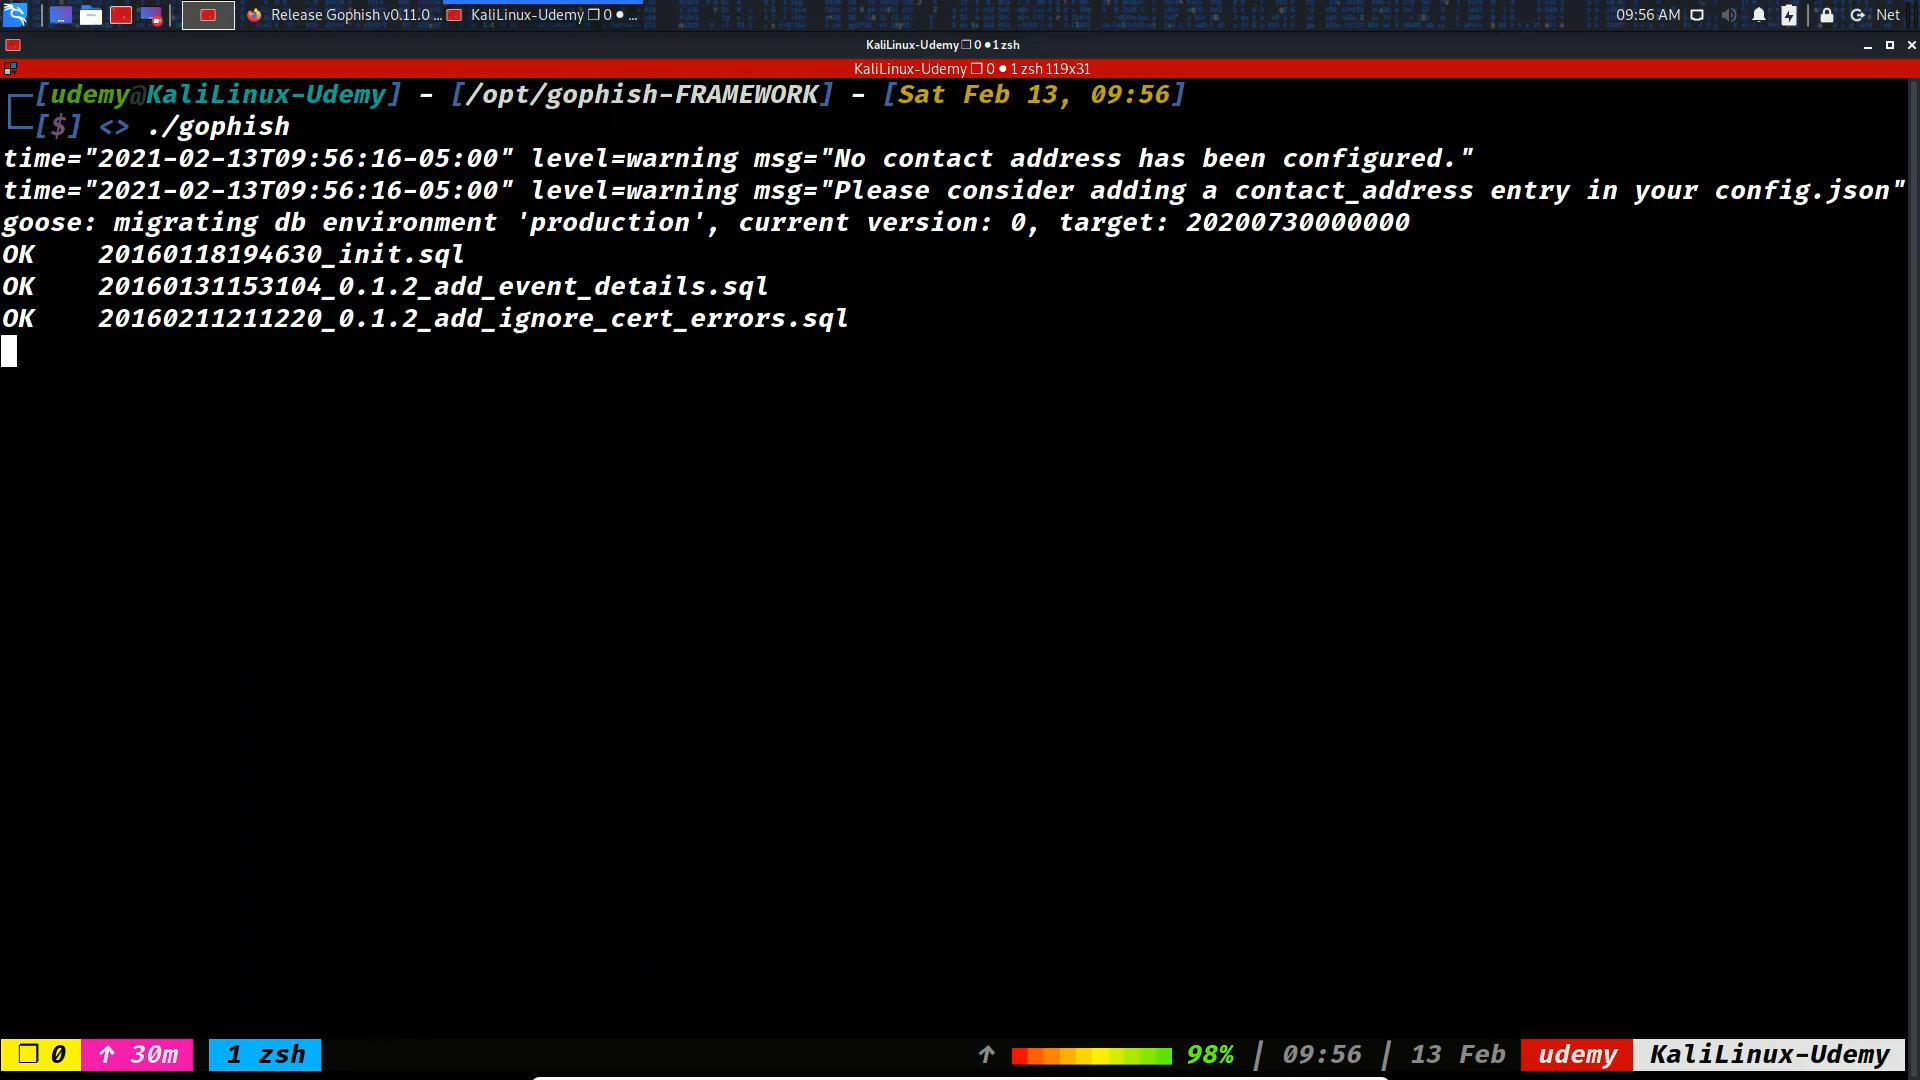 Release Gophish v0.11.0 ...
KaliLinux-Udemy ❐ 0 ● ...
09:56 AM
Net
KaliLinux-Udemy ❐ 0 ● 1 zsh
KaliLinux-Udemy ❐ 0 ● 1 zsh 119x31
[udemy@KaliLinux-Udemy] - [/opt/gophish-FRAMEWORK] - [Sat Feb 13, 09:56]
[$] <> ./gophish
time="2021-02-13T09:56:16-05:00" level=warning msg="No contact address has been configured."
time="2021-02-13T09:56:16-05:00" level=warning msg="Please consider adding a contact_address entry in your config.json"
goose: migrating db environment 'production', current version: 0, target: 20200730000000
OK    20160118194630_init.sql
OK    20160131153104_0.1.2_add_event_details.sql
OK    20160211211220_0.1.2_add_ignore_cert_errors.sql
❐ 0 ↑ 30m 1 zsh ↑ 98% | 09:56 | 13 Feb udemy KaliLinux-Udemy